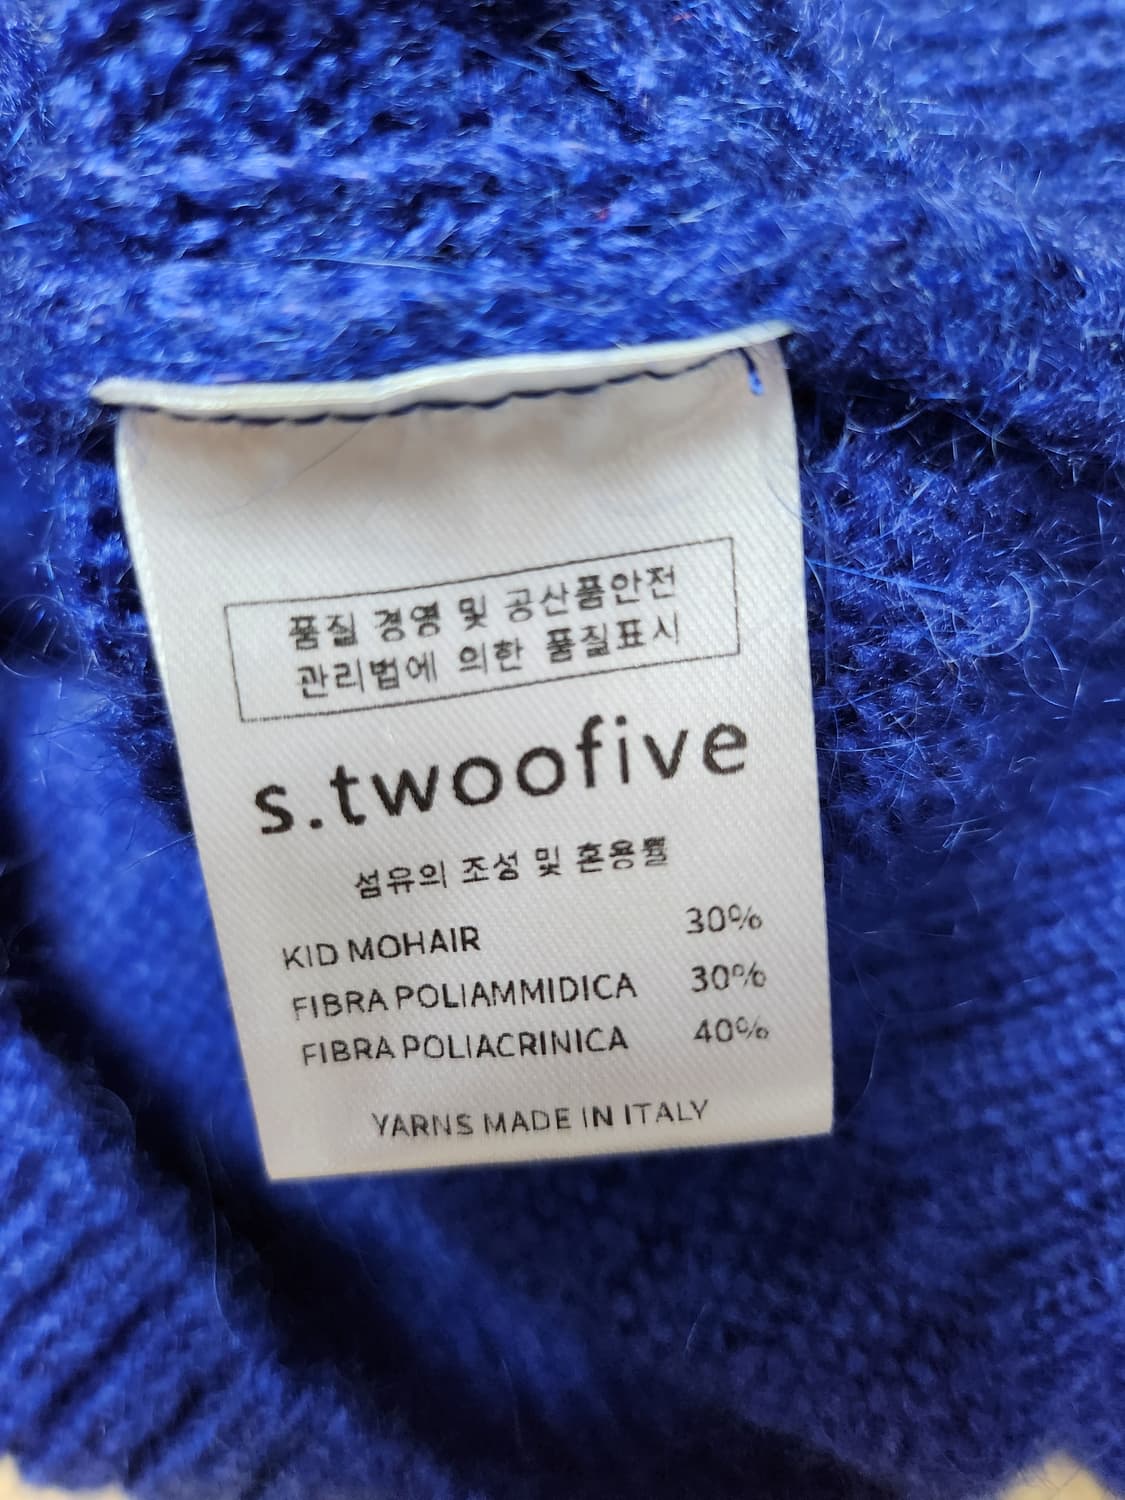 품질 경영 및 공산품안전
관리법에 의한 품질표시
s.twoofive
섬유의 조성 및 혼용률
KID MOHAIR 30%
FIBRA POLIAMMIDICA 30%
FIBRA POLIACRINICA 40%
YARNS MADE IN ITALY